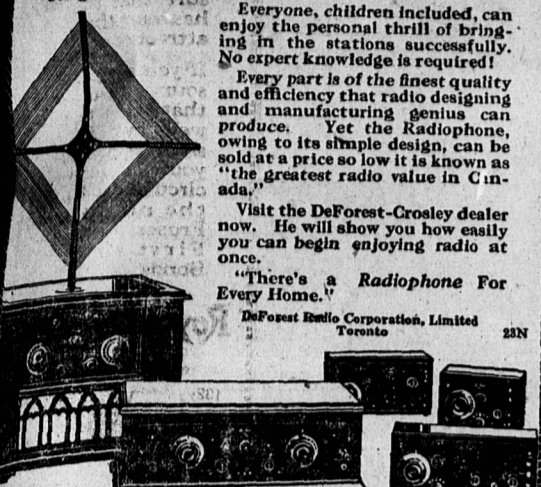 Everyone, children included, can
enjoy the personal thrill of bring-
ing in the stations successfully.
No expert knowledge is required!
Every part is of the finest quality
and efficiency that radio designing
and manufacturing genius can
produce. Yet the Radiophone,
owing to its simple design, can be
sold at a price so low it is known as
"the greatest radio value in Can-
ada."
Visit the DeForest-Crosley dealer
now. He will show you how easily
you can begin enjoying radio at
once.
"There's a Radiophone For
Every Home."
DeForest Radio Corporation, Limited
Toronto 23N